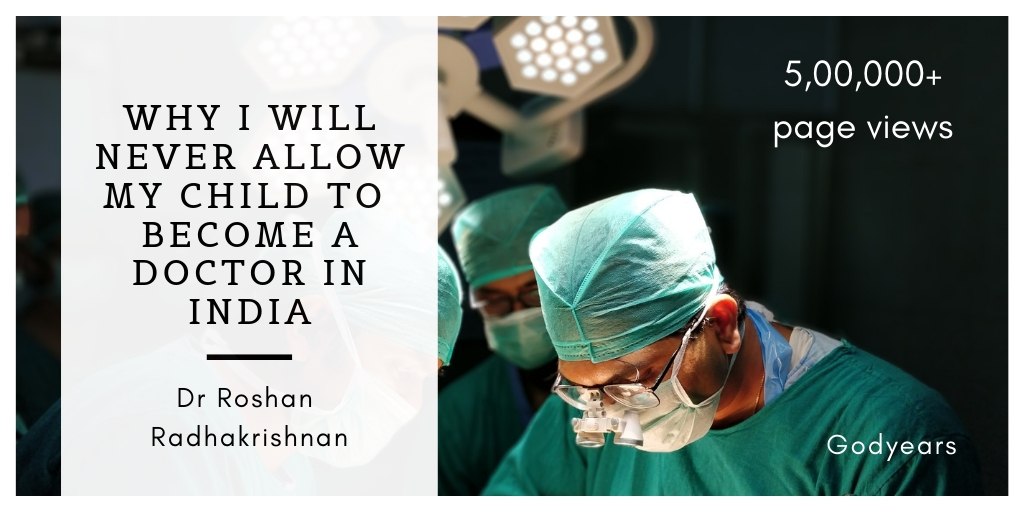 WHY I WILL
NEVER ALLOW
MY CHILD TO
BECOME A
DOCTOR IN
INDIA
Dr Roshan
Radhakrishnan
5,00,000+
page views
Godyears